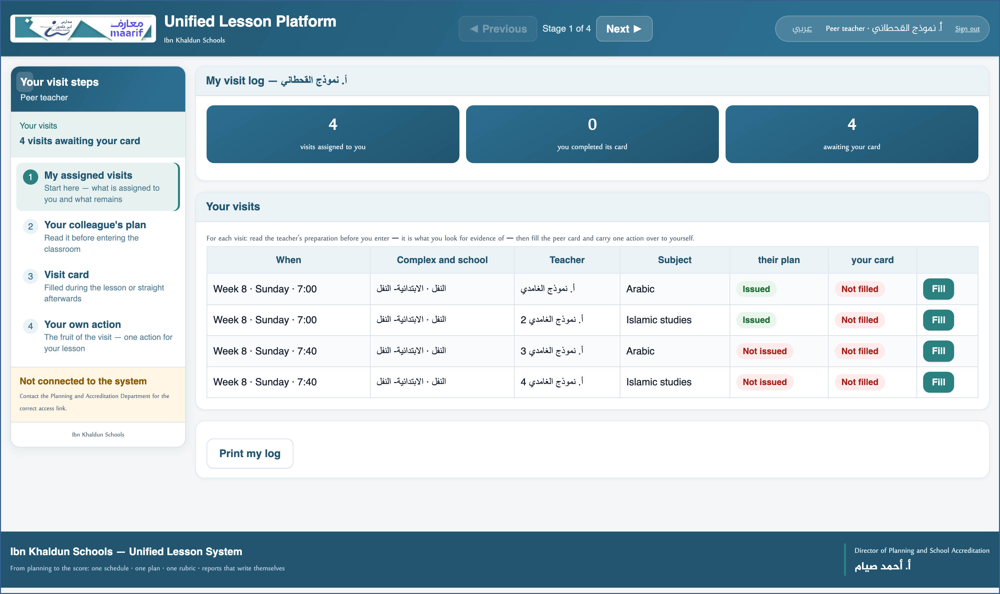 مدارس
ابن خلدون
Ibn Khaldun Schools
معارف
maarif
Unified Lesson Platform
Ibn Khaldun Schools
◀ Previous
Stage 1 of 4
Next ▶
عربي
Peer teacher · أ. نموذج القحطاني
Sign out
Your visit steps
Peer teacher
Your visits
4 visits awaiting your card
1 My assigned visits
Start here — what is assigned to
you and what remains
2 Your colleague's plan
Read it before entering the
classroom
3 Visit card
Filled during the lesson or straight
afterwards
4 Your own action
The fruit of the visit — one action for
your lesson
Not connected to the system
Contact the Planning and Accreditation Department for the
correct access link.
Ibn Khaldun Schools
My visit log — أ. نموذج القحطاني
4
visits assigned to you
0
you completed its card
4
awaiting your card
Your visits
For each visit: read the teacher's preparation before you enter — it is what you look for evidence of — then fill the peer card and carry one action over to yourself.
When Complex and school Teacher Subject their plan your card
Week 8 · Sunday · 7:00 النفل · الابتدائية- النفل أ. نموذج الغامدي Arabic Issued Not filled Fill
Week 8 · Sunday · 7:00 النفل · الابتدائية- النفل أ. نموذج الغامدي 2 Islamic studies Issued Not filled Fill
Week 8 · Sunday · 7:40 النفل · الابتدائية- النفل أ. نموذج الغامدي 3 Arabic Not issued Not filled Fill
Week 8 · Sunday · 7:40 النفل · الابتدائية- النفل أ. نموذج الغامدي 4 Islamic studies Not issued Not filled Fill
Print my log
Ibn Khaldun Schools — Unified Lesson System
From planning to the score: one schedule · one plan · one rubric · reports that write themselves
Director of Planning and School Accreditation
أ. أحمد صيام